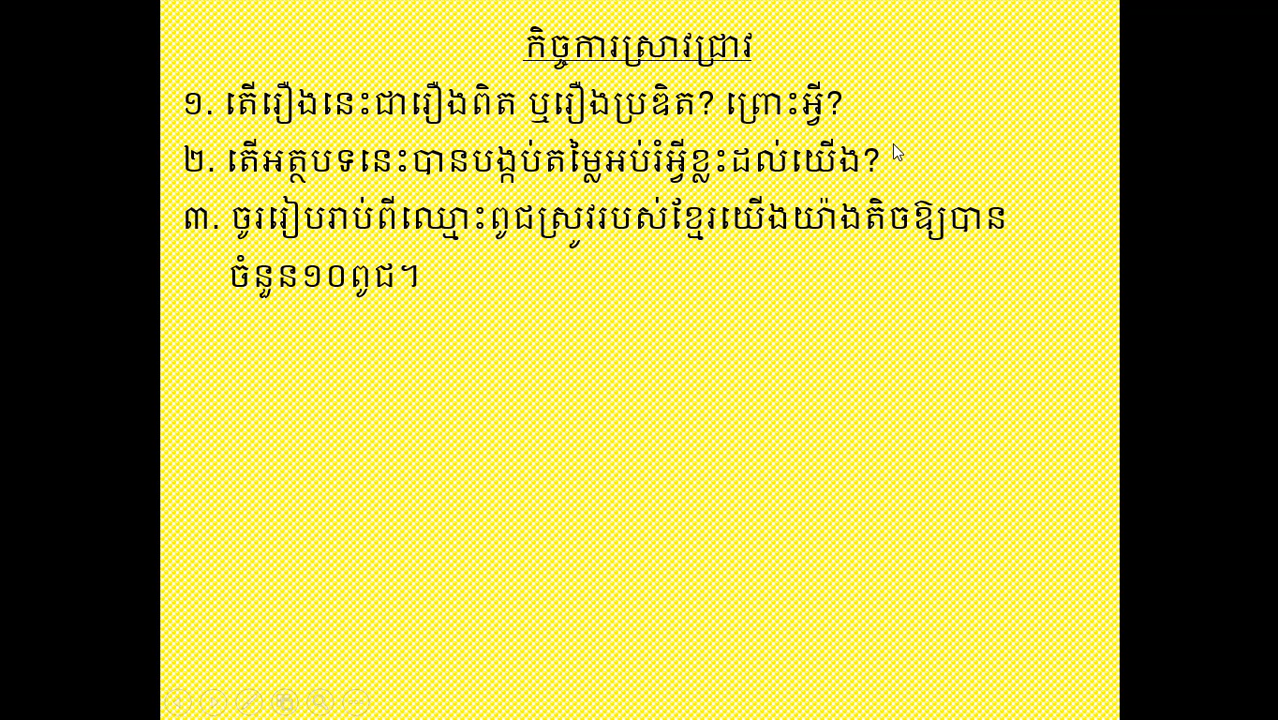 កិច្ចការស្រាវជ្រាវ
១. តើរឿងនេះជារឿងពិត ឬរឿងប្រឌិត? ព្រោះអ្វី?
២. តើអត្ថបទនេះបានបង្កប់តម្លៃអប់រំអ្វីខ្លះដល់យើង?
៣. ចូររៀបរាប់ពីឈ្មោះពូជស្រូវរបស់ខ្មែរយើងយ៉ាងតិចឱ្យបាន
ចំនួន១០ពូជ។